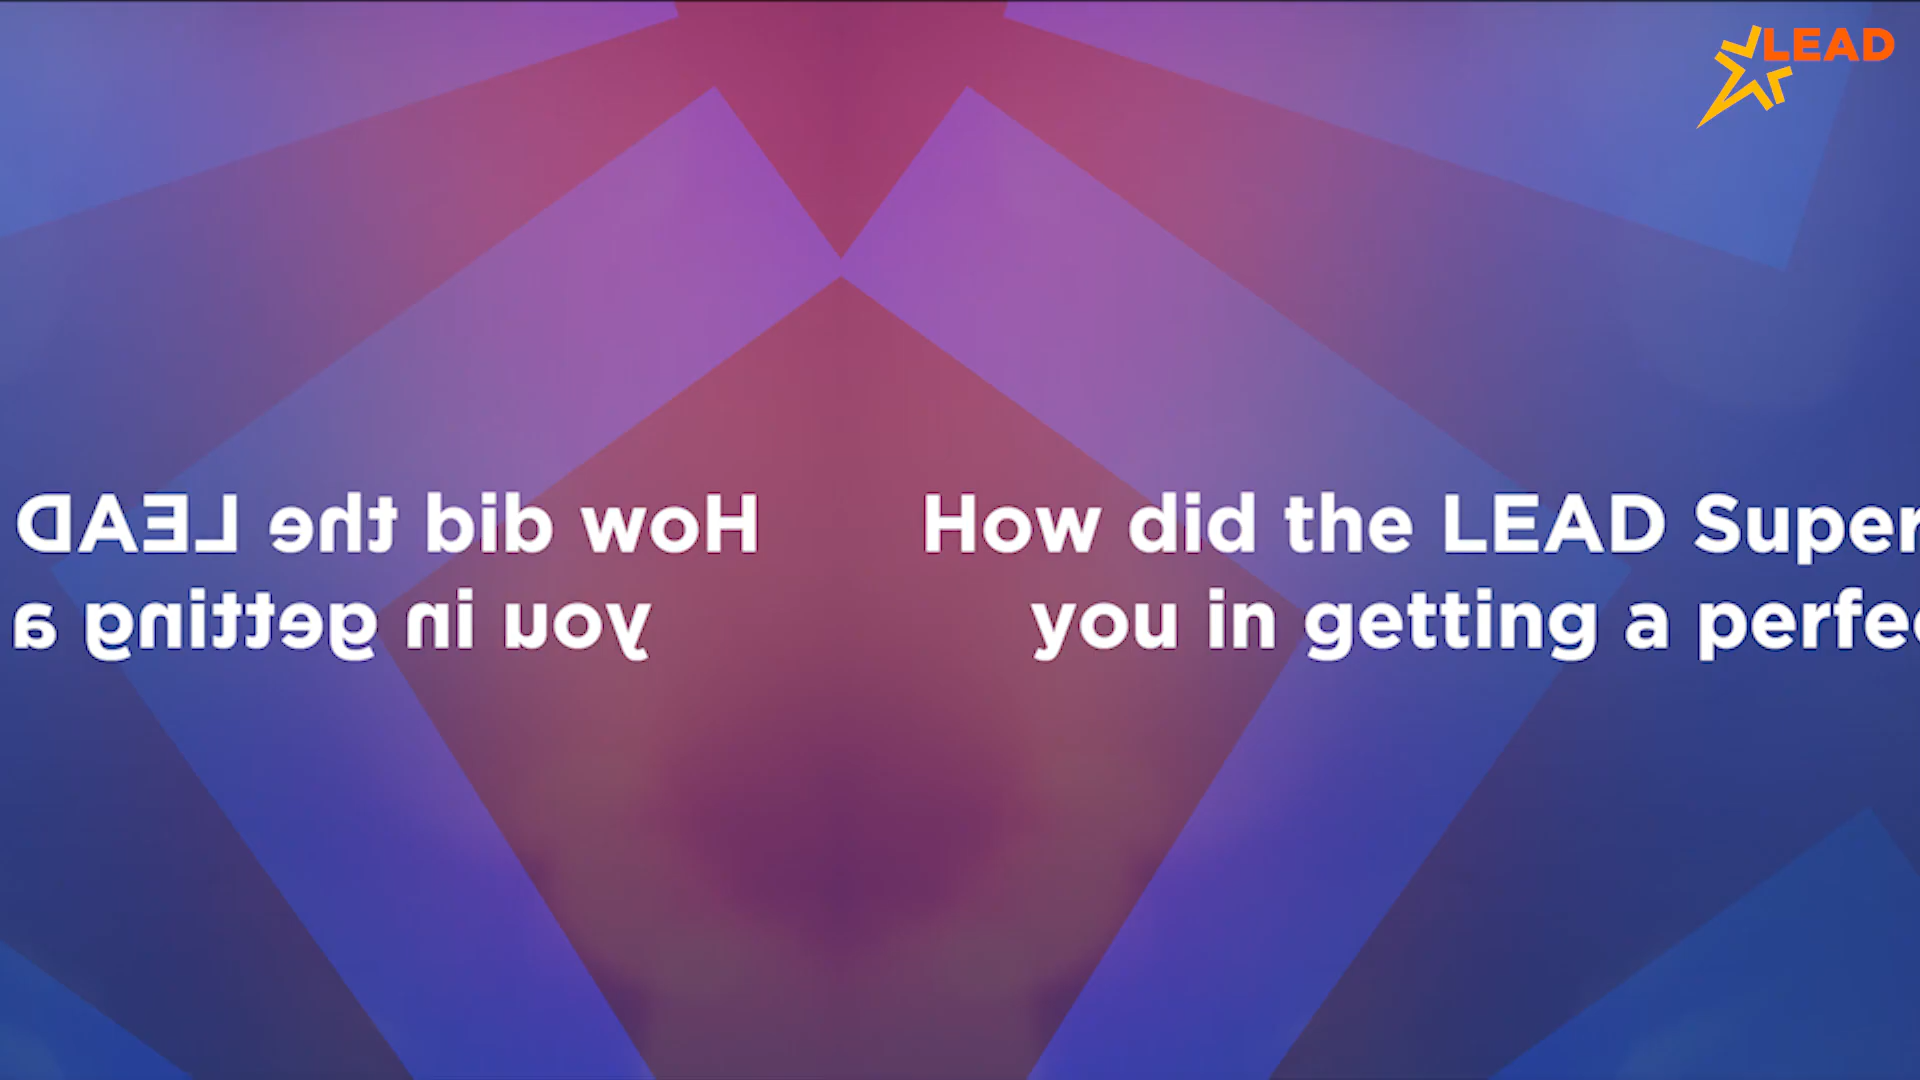 LEAD
How did the LEAD How did the LEAD Super
you in getting a you in getting a perfe